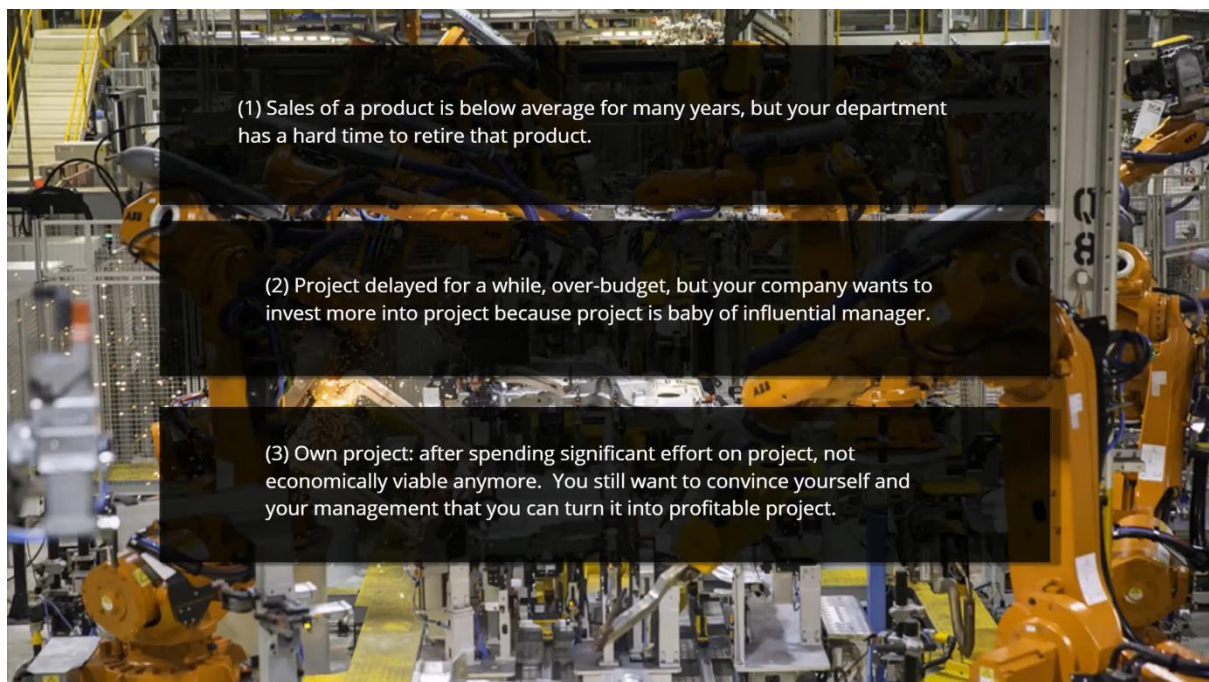 (1) Sales of a product is below average for many years, but your department
has a hard time to retire that product.
(2) Project delayed for a while, over-budget, but your company wants to
invest more into project because project is baby of influential manager.
(3) Own project: after spending significant effort on project, not
economically viable anymore.  You still want to convince yourself and
your management that you can turn it into profitable project.
ABB
ABB
08